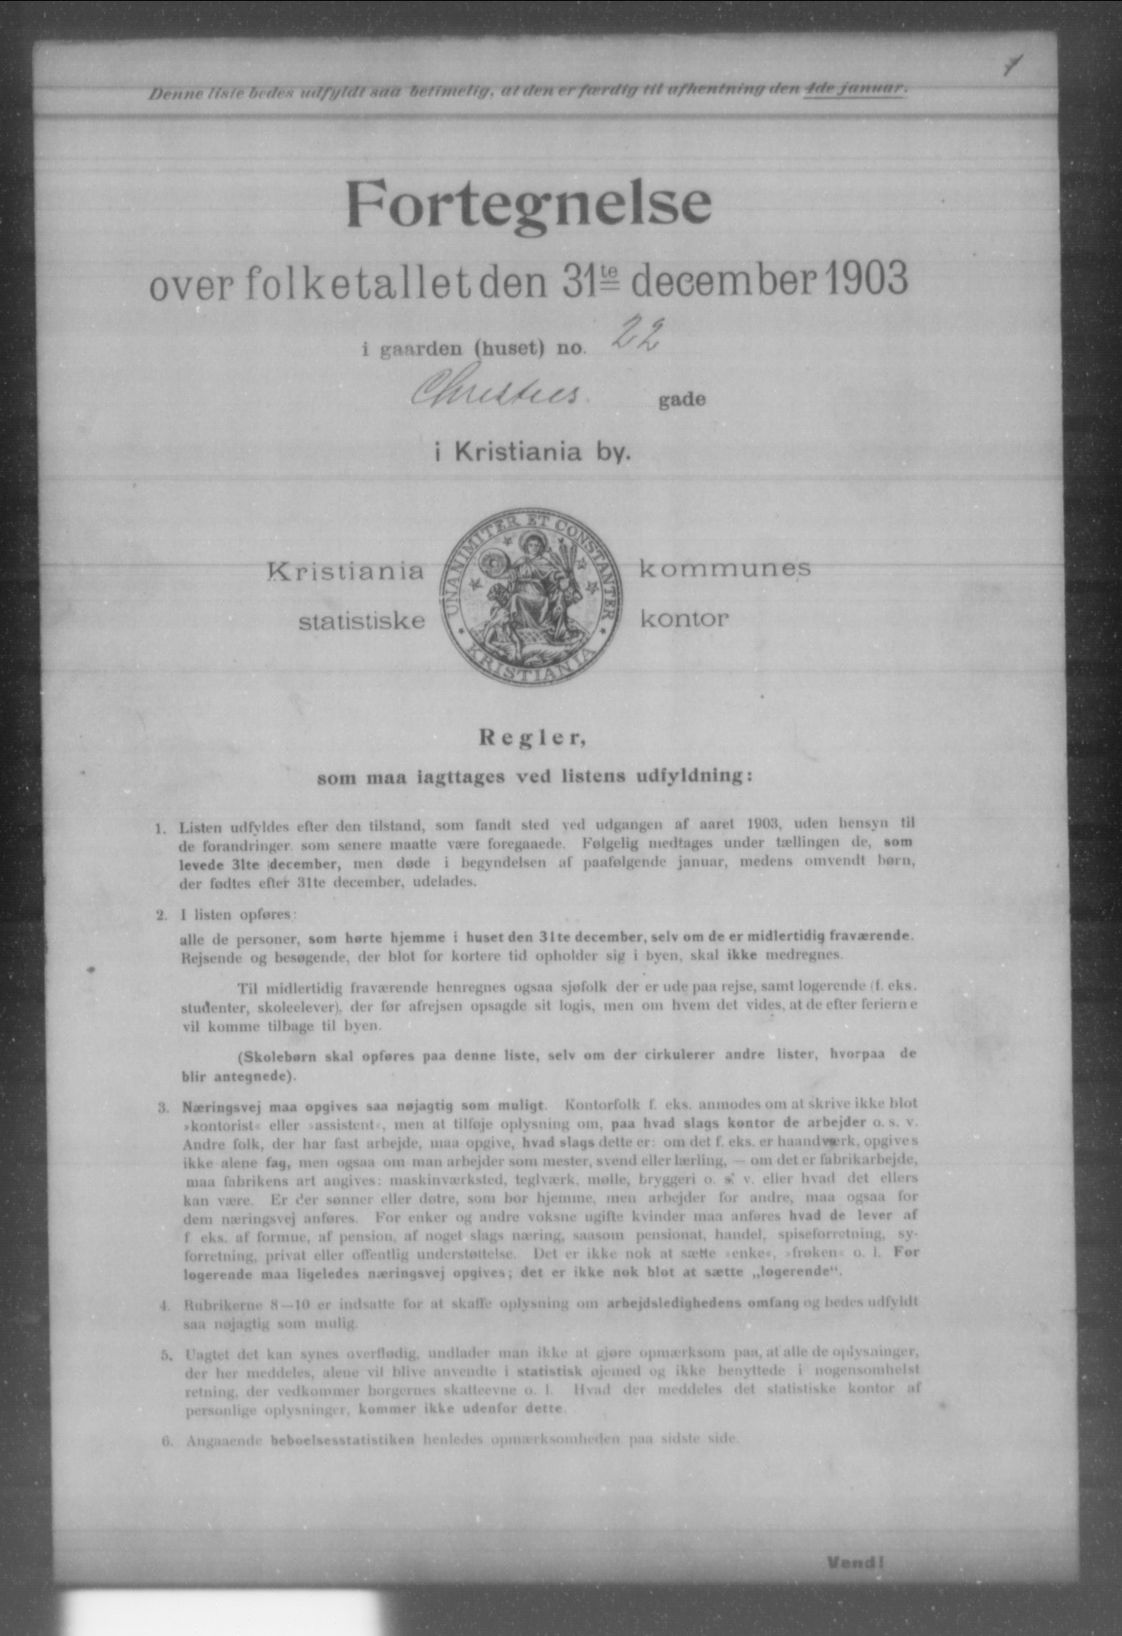 Denne liste bedes udfyldt saa betimelig, at den er færdig til afhentning den 4de januar.
Fortegnelse
over folketallet den 31te december 1903
i gaarden (huset) no. 22
Christies gade
i Kristiania by.
Kristiania kommunes
statistiske kontor
UNANIMITER ET CONSTANTER
KRISTIANIA
Regler,
som maa iagttages ved listens udfyldning:
1. Listen udfyldes efter den tilstand, som fandt sted ved udgangen af aaret 1903, uden hensyn til
de forandringer som senere maatte være foregaaede. Følgelig medtages under tællingen de, som
levede 31te december, men døde i begyndelsen af paafølgende januar, medens omvendt børn,
der fødtes efter 31te december, udelades.
2. I listen opføres:
alle de personer, som hørte hjemme i huset den 31te december, selv om de er midlertidig fraværende.
Rejsende og besøgende, der blot for kortere tid opholder sig i byen, skal ikke medregnes.
Til midlertidig fraværende henregnes ogsaa sjøfolk der er ude paa rejse, samt logerende (f. eks.
studenter, skoleelever), der før afrejsen opsagde sit logis, men om hvem det vides, at de efter ferierne
vil komme tilbage til byen.
(Skolebørn skal opføres paa denne liste, selv om der cirkulerer andre lister, hvorpaa de
blir antegnede).
3. Næringsvej maa opgives saa nøjagtig som muligt. Kontorfolk f. eks. anmodes om at skrive ikke blot
»kontorist« eller »assistent«, men at tilføje oplysning om, paa hvad slags kontor de arbejder o. s. v.
Andre folk, der har fast arbejde, maa opgive, hvad slags dette er: om det f. eks. er haandværk, opgives
ikke alene fag, men ogsaa om man arbejder som mester, svend eller lærling, — om det er fabrikarbejde,
maa fabrikens art angives: maskinværksted, teglværk, mølle, bryggeri o. s. v. eller hvad det ellers
kan være. Er der sønner eller døtre, som bor hjemme, men arbejder for andre, maa ogsaa for
dem næringsvej anføres. For enker og andre voksne ugifte kvinder maa anføres hvad de lever af
f eks. af formue, af pension, af noget slags næring, saasom pensionat, handel, spiseforretning, sy-
forretning, privat eller offentlig understøttelse. Det er ikke nok at sætte »enke«, »frøken« o. l. For
logerende maa ligeledes næringsvej opgives; det er ikke nok blot at sætte „logerende“.
4. Rubrikerne 8—10 er indsatte for at skaffe oplysning om arbejdsledighedens omfang og bedes udfyldt
saa nøjagtig som mulig.
5. Uagtet det kan synes overflødig, undlader man ikke at gjøre opmærksom paa, at alle de oplysninger,
der her meddeles, alene vil blive anvendte i statistisk øjemed og ikke benyttede i nogensomhelst
retning, der vedkommer borgernes skatteevne o. l. Hvad der meddeles det statistiske kontor af
personlige oplysninger, kommer ikke udenfor dette.
6. Angaaende beboelsesstatistiken henledes opmærksomheden paa sidste side.
Vend!